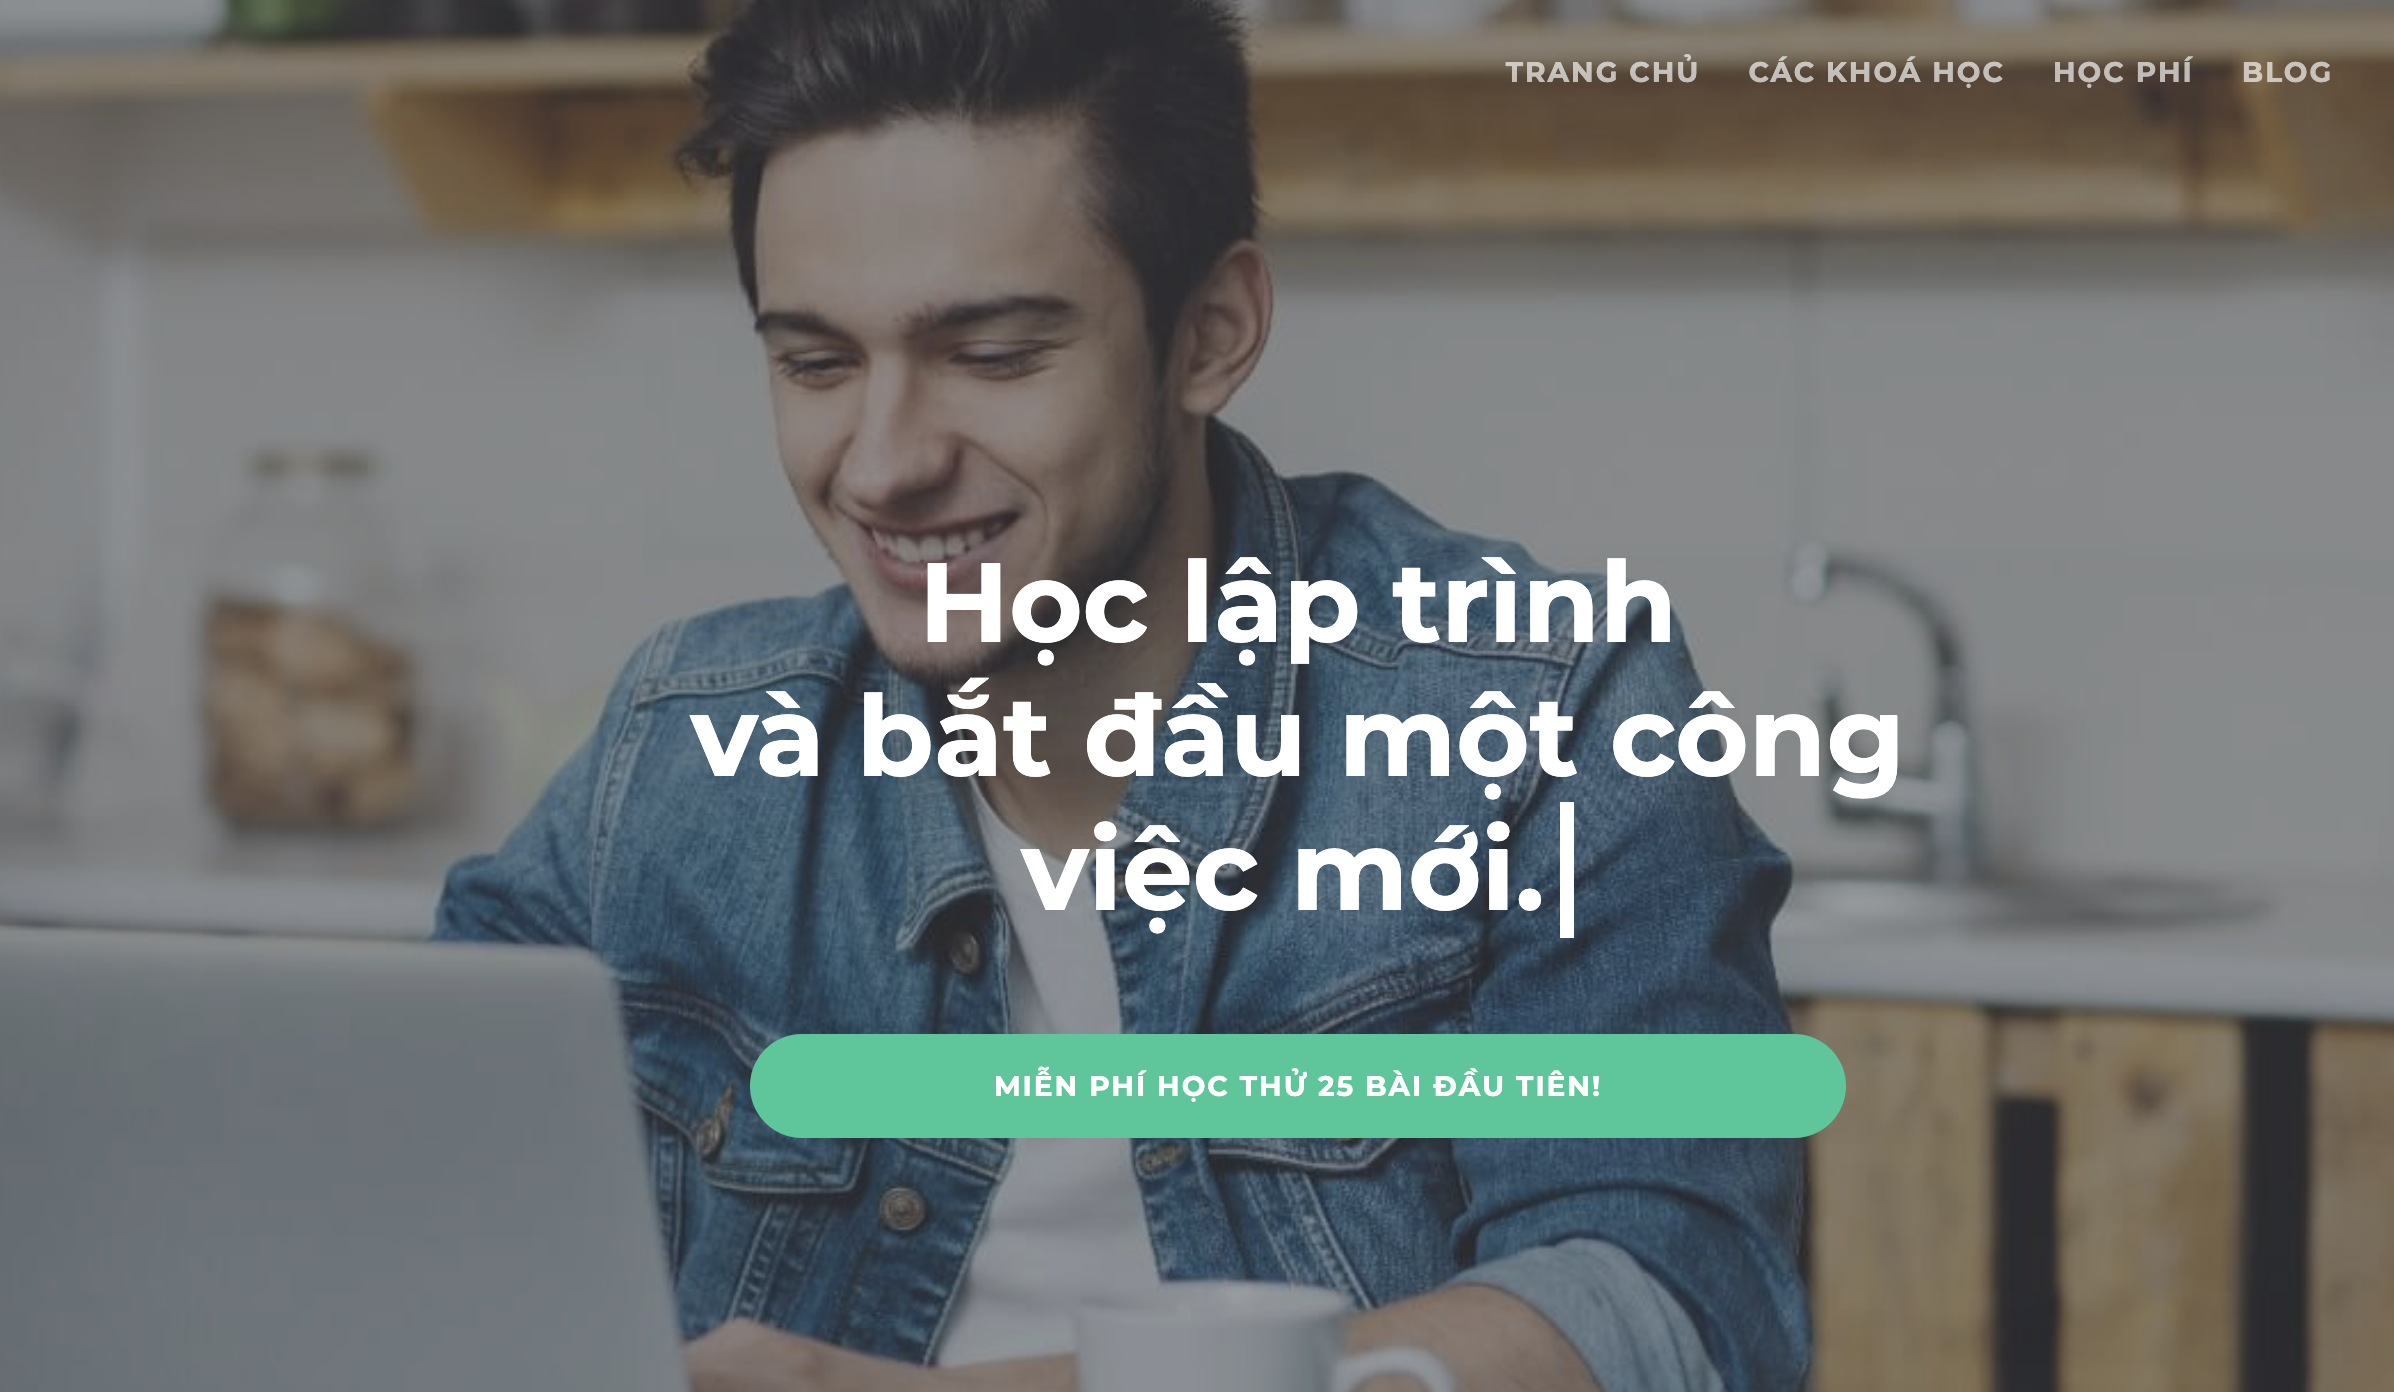 TRANG CHỦ CÁC KHOÁ HỌC HỌC PHÍ BLOG
Học lập trình
và bắt đầu một công
việc mới.
MIỄN PHÍ HỌC THỬ 25 BÀI ĐẦU TIÊN!